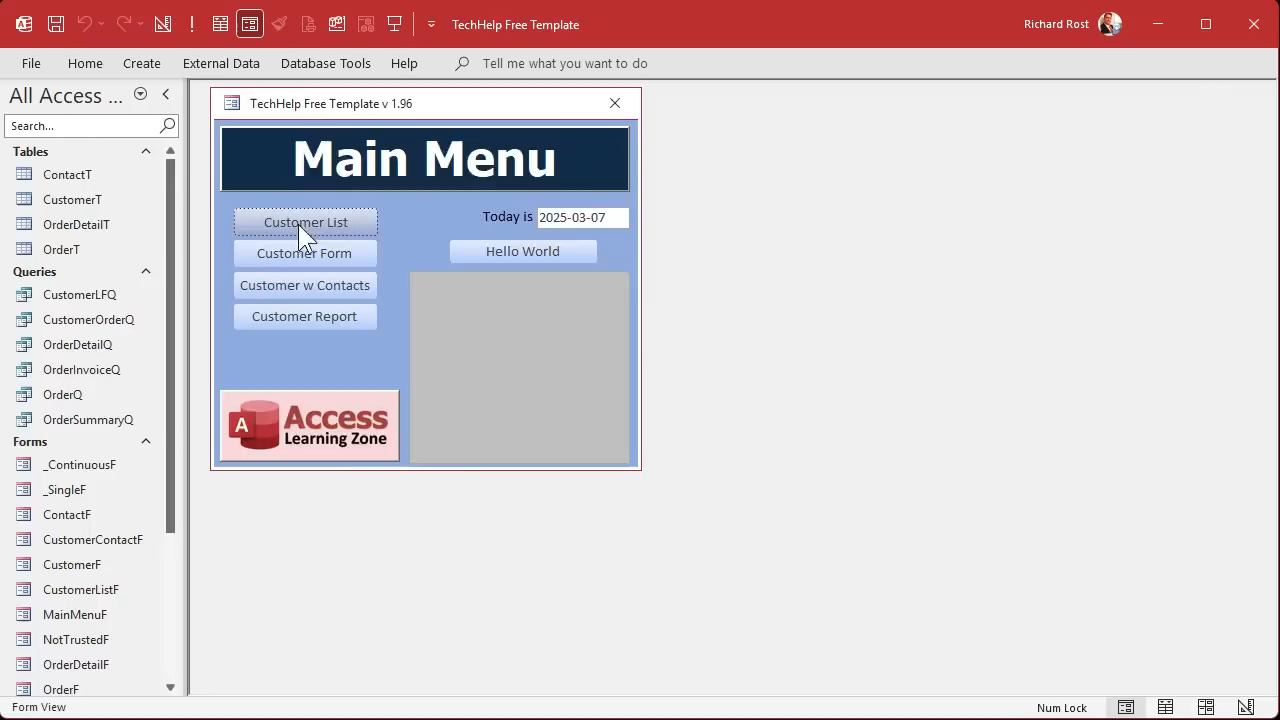 TechHelp Free Template
Richard Rost
File
Home
Create
External Data
Database Tools
Help
Tell me what you want to do
All Access ...
Search...
Tables
ContactT
CustomerT
OrderDetailT
OrderT
Queries
CustomerLFQ
CustomerOrderQ
OrderDetailQ
OrderInvoiceQ
OrderQ
OrderSummaryQ
Forms
_ContinuousF
_SingleF
ContactF
CustomerContactF
CustomerF
CustomerListF
MainMenuF
NotTrustedF
OrderDetailF
OrderF
TechHelp Free Template v 1.96
Main Menu
Customer List
Customer Form
Customer w Contacts
Customer Report
Today is 2025-03-07
Hello World
A Access
Learning Zone
Form View
Num Lock